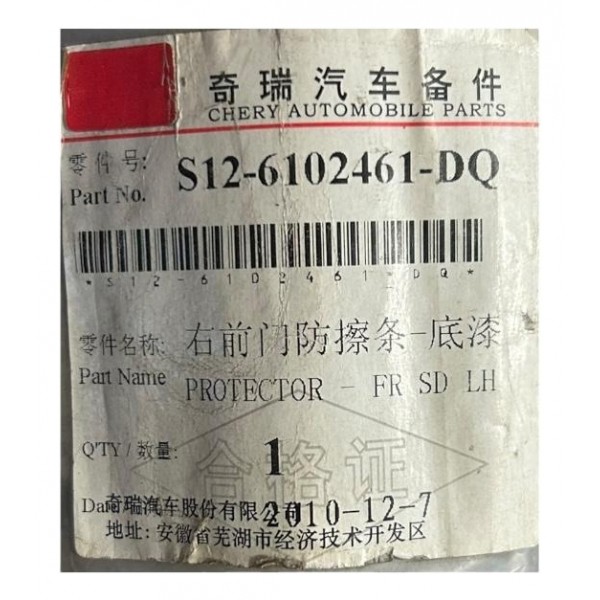 奇瑞汽车备件
CHERY AUTOMOBILE PARTS
零件号: S12-6102461-DQ
Part No.
*S12-6102461-DQ*
零件名称: 右前门防擦条-底漆
Part Name PROTECTOR - FR SD LH
Q'TY / 数量: 1
合格证
Date 奇瑞汽车股份有限公司 2010-12-7
地址: 安徽省芜湖市经济技术开发区